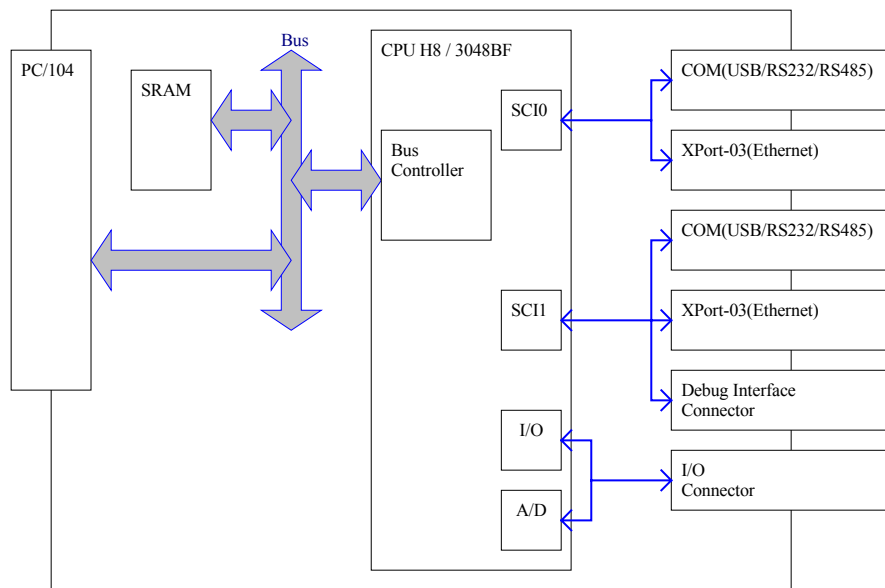 PC/104
SRAM
Bus
CPU H8 / 3048BF
Bus
Controller
SCI0
SCI1
I/O
A/D
COM(USB/RS232/RS485)
XPort-03(Ethernet)
COM(USB/RS232/RS485)
XPort-03(Ethernet)
Debug Interface
Connector
I/O
Connector